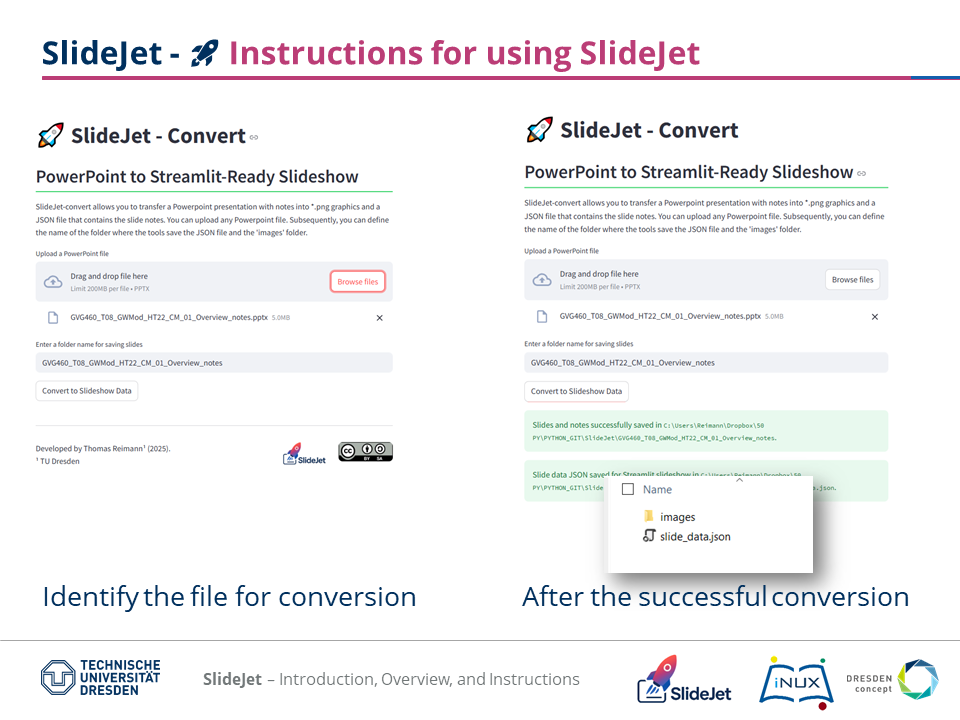 SlideJet - Instructions for using SlideJet
SlideJet - Convert
PowerPoint to Streamlit-Ready Slideshow
SlideJet-convert allows you to transfer a Powerpoint presentation with notes into *.png graphics and a
JSON file that contains the slide notes. You can upload any Powerpoint file. Subsequently, you can define
the name of the folder where the tools save the JSON file and the 'images' folder.
Upload a PowerPoint file
Drag and drop file here
Limit 200MB per file • PPTX
Browse files
GVG460_T08_GWMod_HT22_CM_01_Overview_notes.pptx 5.0MB
Enter a folder name for saving slides
GVG460_T08_GWMod_HT22_CM_01_Overview_notes
Convert to Slideshow Data
Developed by Thomas Reimann¹ (2025).
¹ TU Dresden
SlideJet
CC BY SA
Identify the file for conversion
SlideJet - Convert
PowerPoint to Streamlit-Ready Slideshow
SlideJet-convert allows you to transfer a Powerpoint presentation with notes into *.png graphics and a
JSON file that contains the slide notes. You can upload any Powerpoint file. Subsequently, you can define
the name of the folder where the tools save the JSON file and the 'images' folder.
Upload a PowerPoint file
Drag and drop file here
Limit 200MB per file • PPTX
Browse files
GVG460_T08_GWMod_HT22_CM_01_Overview_notes.pptx 5.0MB
Enter a folder name for saving slides
GVG460_T08_GWMod_HT22_CM_01_Overview_notes
Convert to Slideshow Data
Slides and notes successfully saved in C:\Users\Reimann\Dropbox\50
PY\PYTHON_GIT\SlideJet\GVG460_T08_GWMod_HT22_CM_01_Overview_notes.
Slide data JSON saved for Streamlit slideshow in C:\Users\Reimann\Dropbox\50
PY\PYTHON_GIT\Slide s.json.
Name
images
slide_data.json
After the successful conversion
TECHNISCHE
UNIVERSITÄT
DRESDEN
SlideJet – Introduction, Overview, and Instructions
SlideJet
iNUX
DRESDEN
concept